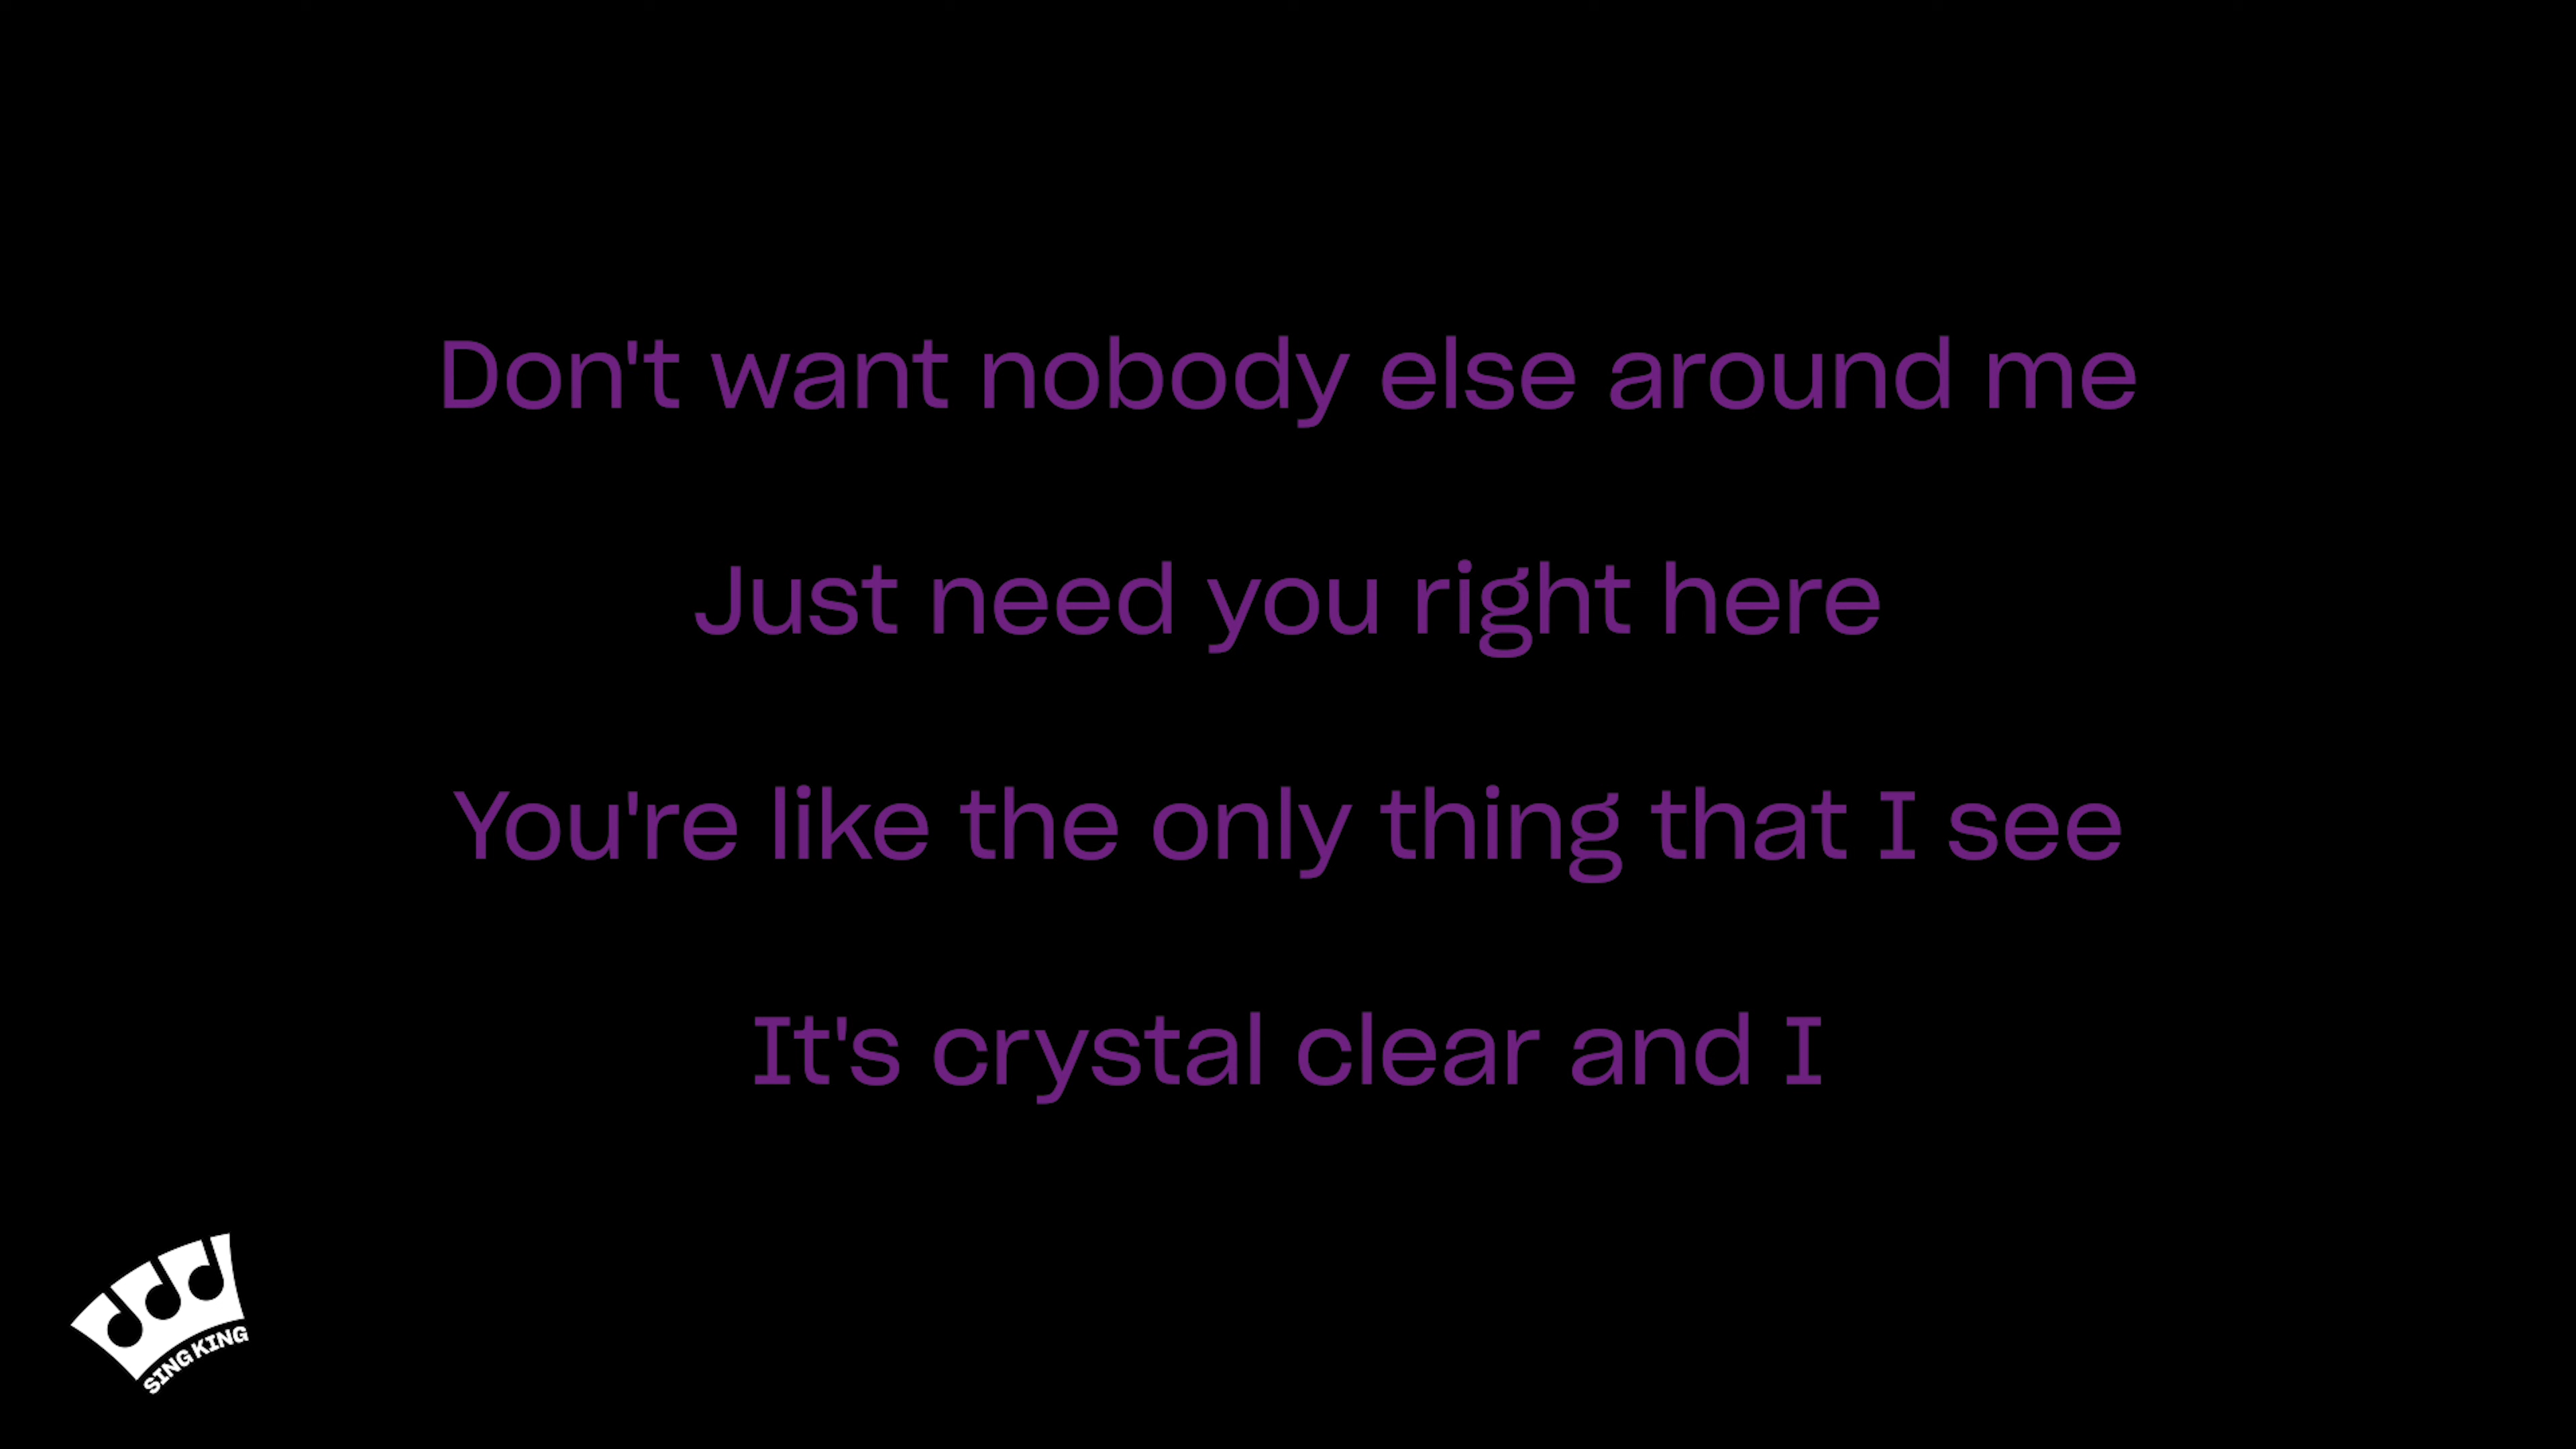 Don't want nobody else around me
Just need you right here
You're like the only thing that I see
It's crystal clear and I
SING KING